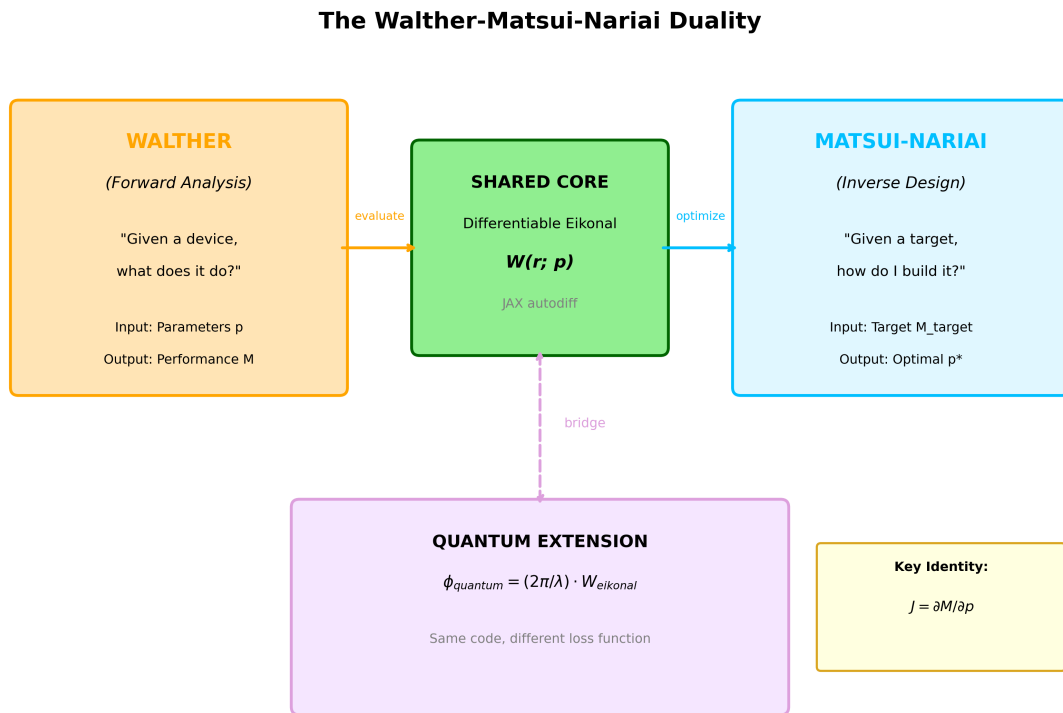 The Walther-Matsui-Nariai Duality
WALTHER
(Forward Analysis)
"Given a device,
what does it do?"
Input: Parameters p
Output: Performance M
evaluate
SHARED CORE
Differentiable Eikonal
W(r; p)
JAX autodiff
optimize
MATSUI-NARIAI
(Inverse Design)
"Given a target,
how do I build it?"
Input: Target M_target
Output: Optimal p*
bridge
QUANTUM EXTENSION
ϕ_quantum = (2π/λ) · W_eikonal
Same code, different loss function
Key Identity:
J = ∂M/∂p